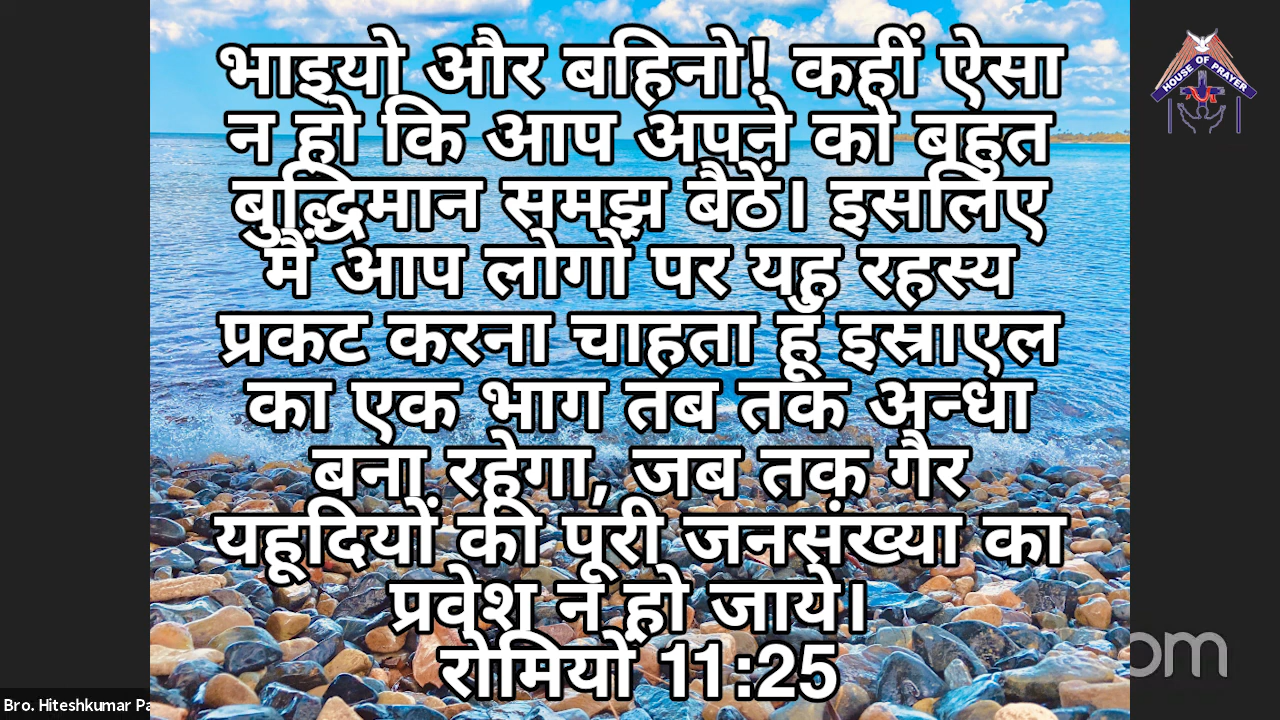 भाइयो और बहिनो! कहीं ऐसा
न हो कि आप अपने को बहुत
बुद्धिमान समझ बैठें। इसलिए
मैं आप लोगों पर यह रहस्य
प्रकट करना चाहता हूँ इस्राएल
का एक भाग तब तक अन्धा
बना रहेगा, जब तक गैर
यहूदियों की पूरी जनसंख्या का
प्रवेश न हो जाये।
रोमियों 11:25
HOUSE OF PRAYER
om
Bro. Hiteshkumar Pa